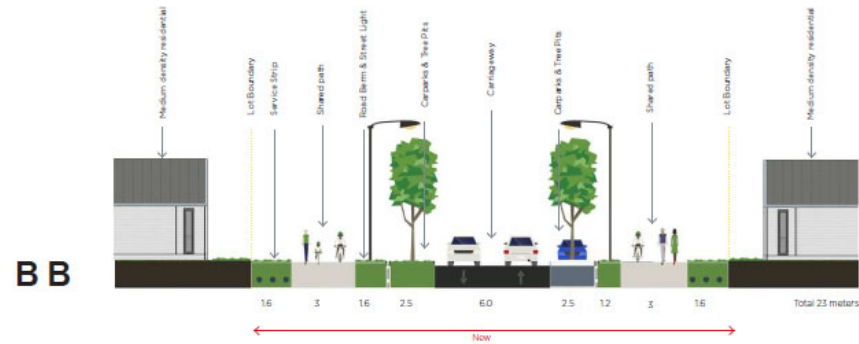 Medium density residential
Lot Boundary
Service Strip
Shared path
Road Berm & Street Light
Carparks & Tree Pits
Carriageway
Carparks & Tree Pits
Shared path
Lot Boundary
Medium density residential
B B
1.6
3
1.6
2.5
6.0
2.5
1.2
3
1.6
Total 23 meters
New